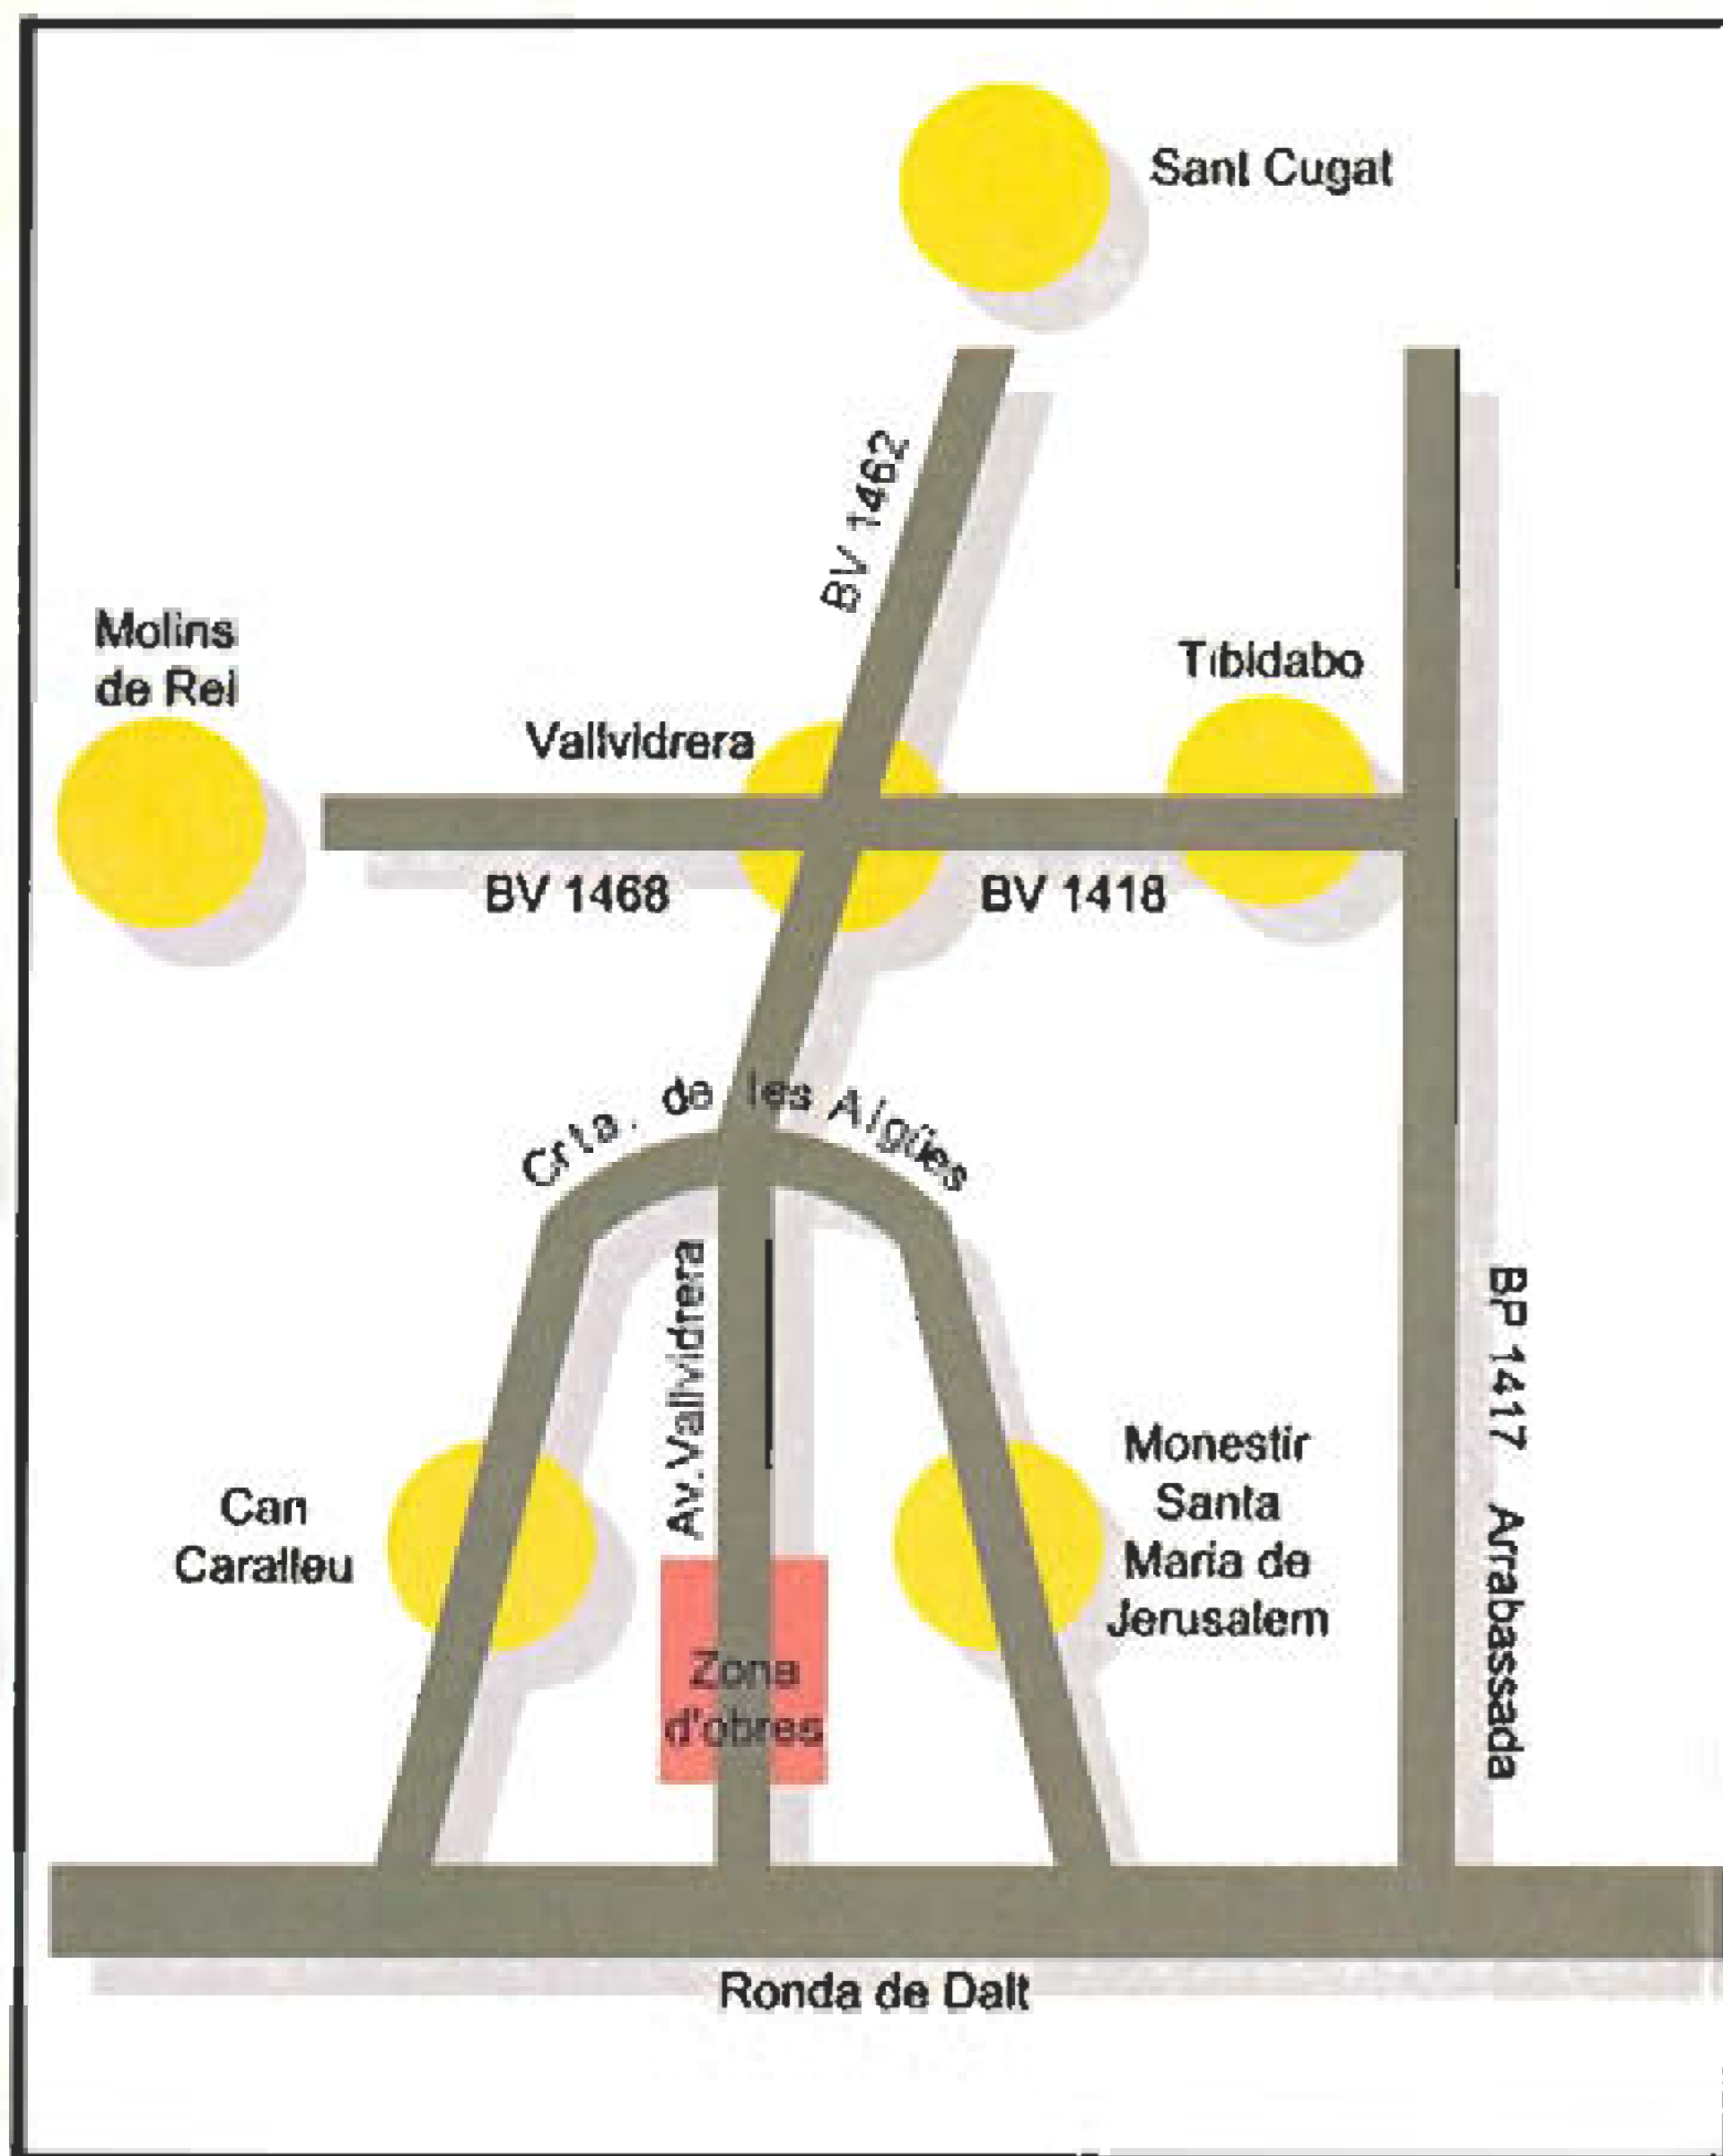 Sant Cugat
BV 1462
Molins
de Rei
Tibidabo
Vallvidrera
BV 1468
BV 1418
Crta. de les Aigües
Av. Vallvidrera
BP 1417 Arrabassada
Can
Caralleu
Monestir
Santa
Maria de
Jerusalem
Zona
d'obres
Ronda de Dalt